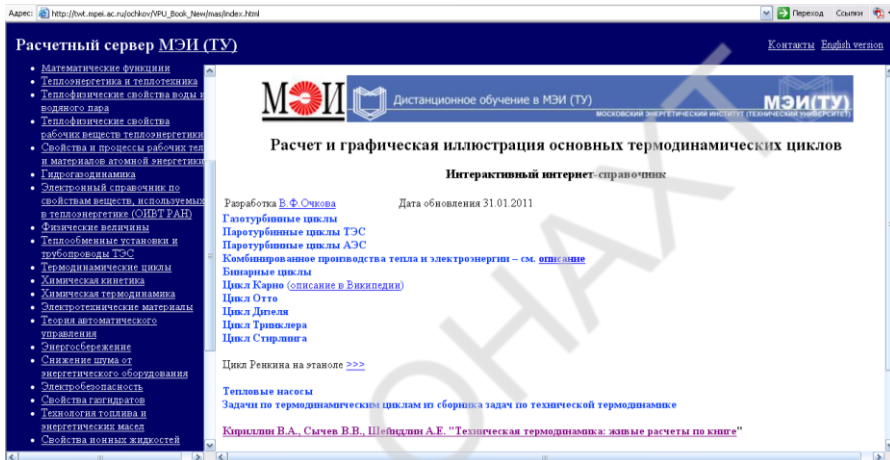 Адрес: http://twt.mpei.ac.ru/ochkov/VPU_Book_New/mas/index.html
Переход Ссылки
Расчетный сервер МЭИ (ТУ)
Контакты English version
Математические функции
Теплоэнергетика и теплотехника
Теплофизические свойства воды и
водяного пара
Теплофизические свойства
рабочих веществ теплоэнергетики
Свойства и процессы рабочих тел
и материалов атомной энергетики
Гидрогазодинамика
Электронный справочник по
свойствам веществ, используемых
в теплоэнергетике (ОИВТ РАН)
Физические величины
Теплообменные установки и
трубопроводы ТЭС
Термодинамические циклы
Химическая кинетика
Химическая термодинамика
Электротехнические материалы
Теория автоматического
управления
Энергосбережение
Снижение шума от
энергетического оборудования
Электробезопасность
Свойства газгидратов
Технология топлива и
энергетических масел
Свойства ионных жидкостей
МЭИ
Дистанционное обучение в МЭИ (ТУ)
МЭИ(ТУ)
МОСКОВСКИЙ ЭНЕРГЕТИЧЕСКИЙ ИНСТИТУТ (ТЕХНИЧЕСКИЙ УНИВЕРСИТЕТ)
Расчет и графическая иллюстрация основных термодинамических циклов
Интерактивный интернет-справочник
Разработка В.Ф.Очкова Дата обновления 31.01.2011
Газотурбинные циклы
Паротурбинные циклы ТЭС
Паротурбинные циклы АЭС
Комбинированное производства тепла и электроэнергии – см. описание
Бинарные циклы
Цикл Карно (описание в Википедии)
Цикл Отто
Цикл Дизеля
Цикл Тринклера
Цикл Стирлинга
Цикл Ренкина на этаноле >>>
Тепловые насосы
Задачи по термодинамическим циклам из сборника задач по технической термодинамике
Кириллин В.А., Сычев В.В., Шейндлин А.Е. "Техническая термодинамика: живые расчеты по книге"
ОНАХТ